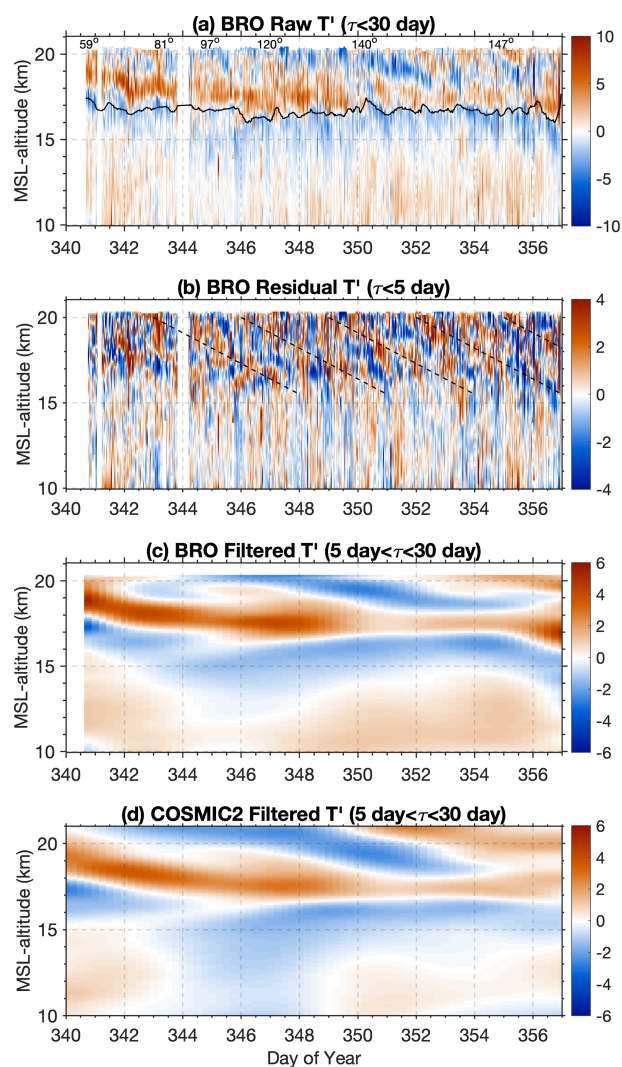 (a) BRO Raw T' (τ<30 day)
59° 81° 97° 120° 140° 147°
20
15
10
MSL-altitude (km)
340 342 344 346 348 350 352 354 356
10
5
0
-5
-10
(b) BRO Residual T' (τ<5 day)
20
15
10
MSL-altitude (km)
340 342 344 346 348 350 352 354 356
4
2
0
-2
-4
(c) BRO Filtered T' (5 day<τ<30 day)
20
15
10
MSL-altitude (km)
340 342 344 346 348 350 352 354 356
6
4
2
0
-2
-4
-6
(d) COSMIC2 Filtered T' (5 day<τ<30 day)
20
15
10
MSL-altitude (km)
340 342 344 346 348 350 352 354 356
Day of Year
6
4
2
0
-2
-4
-6